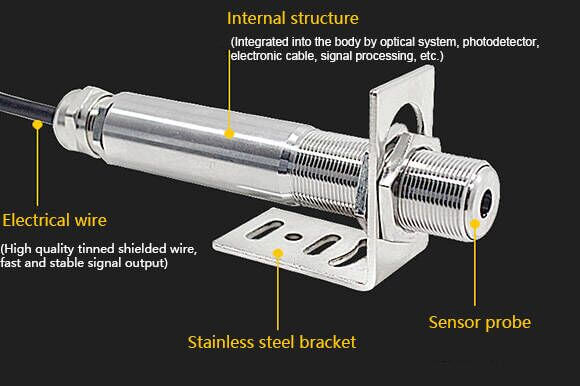 Internal structure
(Integrated into the body by optical system, photodetector,
electronic cable, signal processing, etc.)
Electrical wire
(High quality tinned shielded wire,
fast and stable signal output)
Sensor probe
Stainless steel bracket